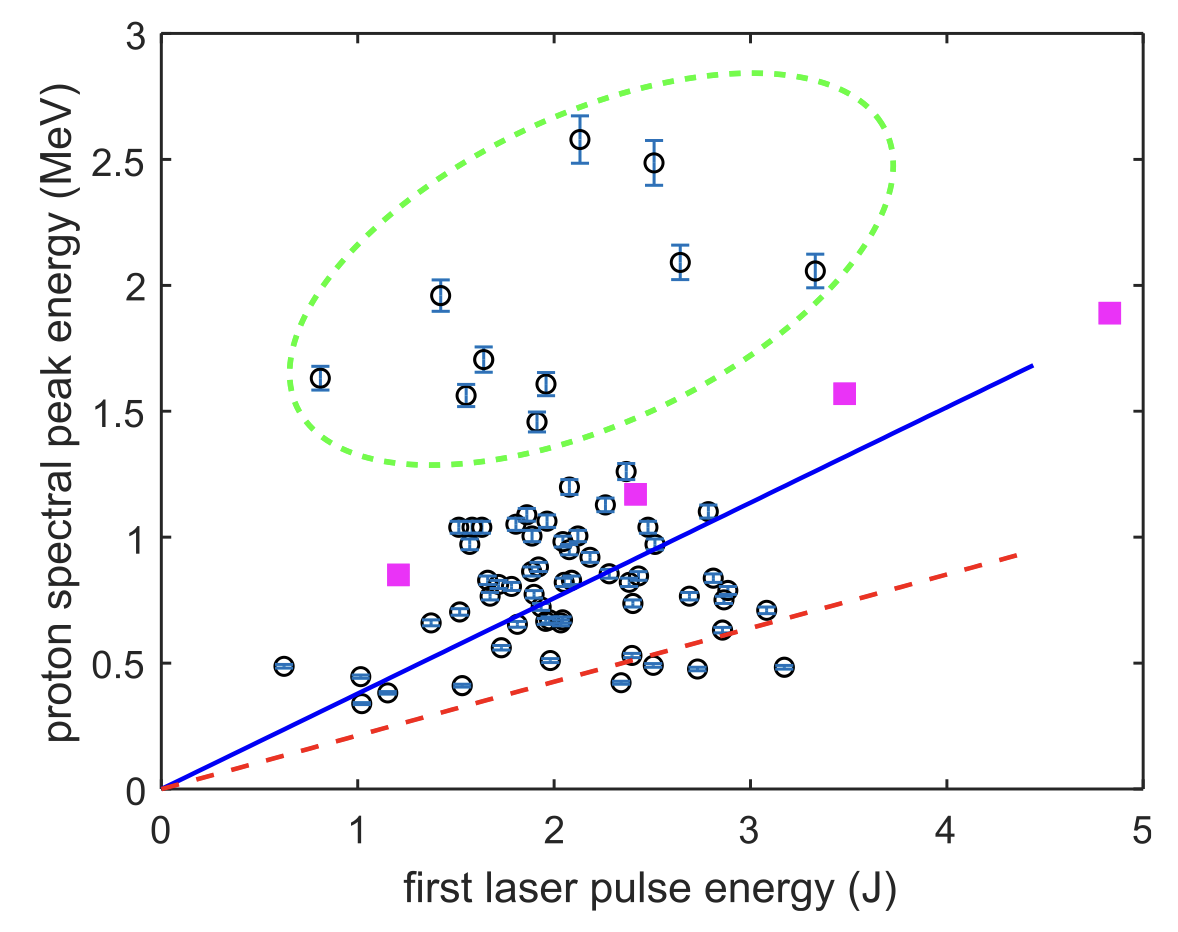 3
2.5
2
1.5
1
0.5
0
0 1 2 3 4 5
proton spectral peak energy (MeV)
first laser pulse energy (J)